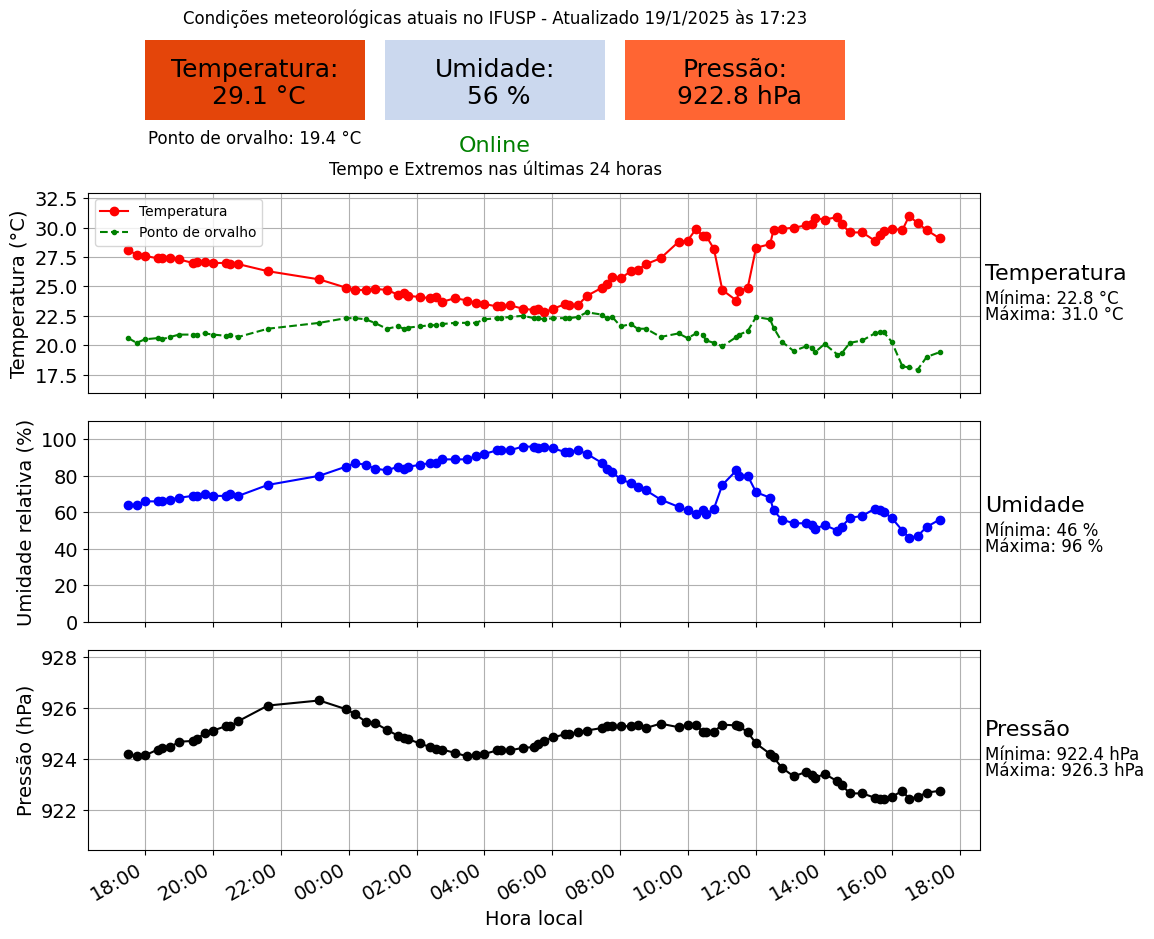 Condições meteorológicas atuais no IFUSP - Atualizado 19/1/2025 às 17:23
Temperatura:
29.1 °C
Umidade:
56 %
Pressão:
922.8 hPa
Ponto de orvalho: 19.4 °C
Online
Tempo e Extremos nas últimas 24 horas
Temperatura (°C)
32.5
30.0
27.5
25.0
22.5
20.0
17.5
Temperatura
Ponto de orvalho
Temperatura
Mínima: 22.8 °C
Máxima: 31.0 °C
Umidade relativa (%)
100
80
60
40
20
0
Umidade
Mínima: 46 %
Máxima: 96 %
Pressão (hPa)
928
926
924
922
Pressão
Mínima: 922.4 hPa
Máxima: 926.3 hPa
18:00 20:00 22:00 00:00 02:00 04:00 06:00 08:00 10:00 12:00 14:00 16:00 18:00
Hora local